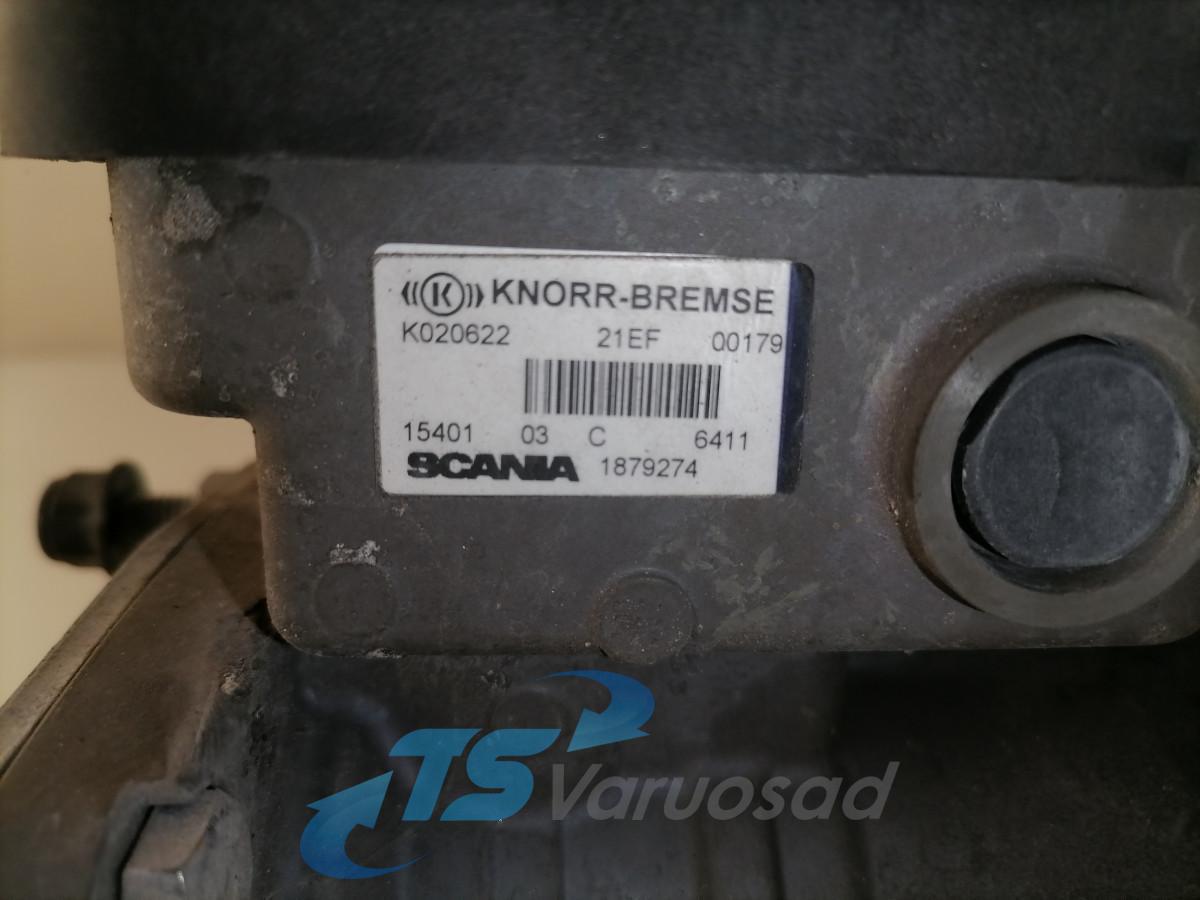 K KNORR-BREMSE
K020622 21EF 00179
15401 03 C 6411
SCANIA 1879274
TS Varuosad